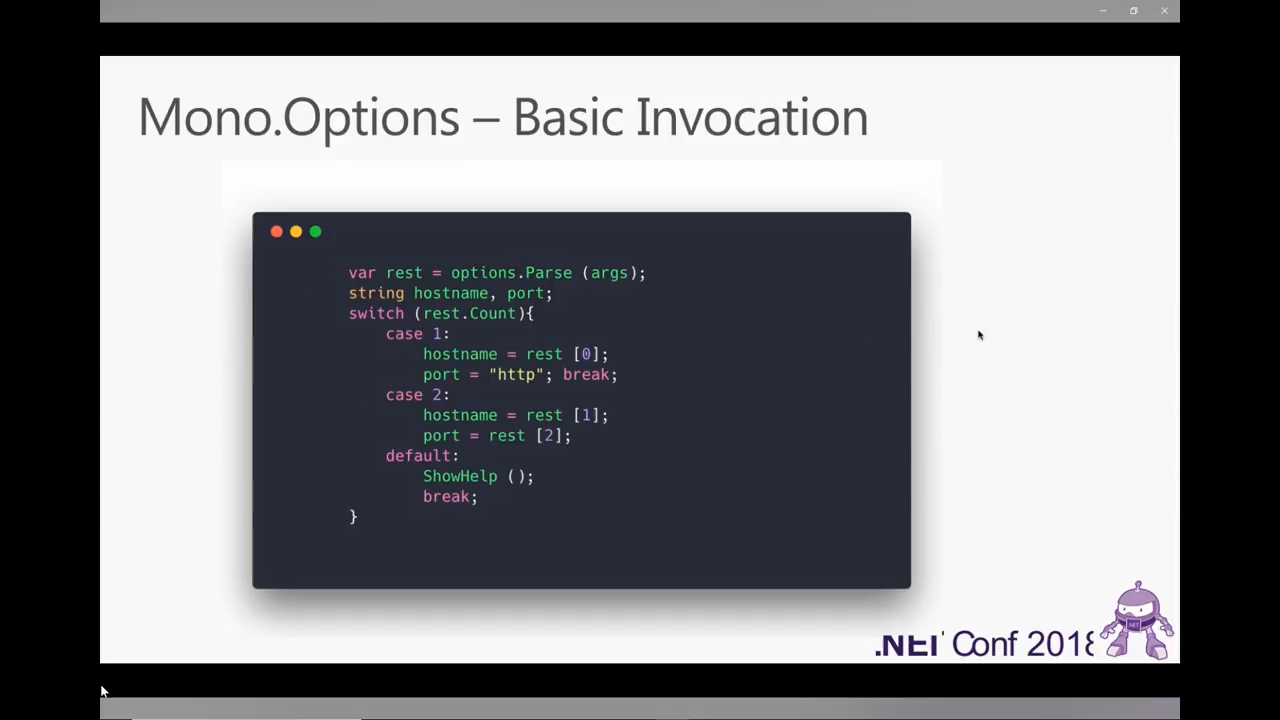 Mono.Options – Basic Invocation
var rest = options.Parse (args);
string hostname, port;
switch (rest.Count){
case 1:
hostname = rest [0];
port = "http"; break;
case 2:
hostname = rest [1];
port = rest [2];
default:
ShowHelp ();
break;
}
.NET Conf 2018
.NET